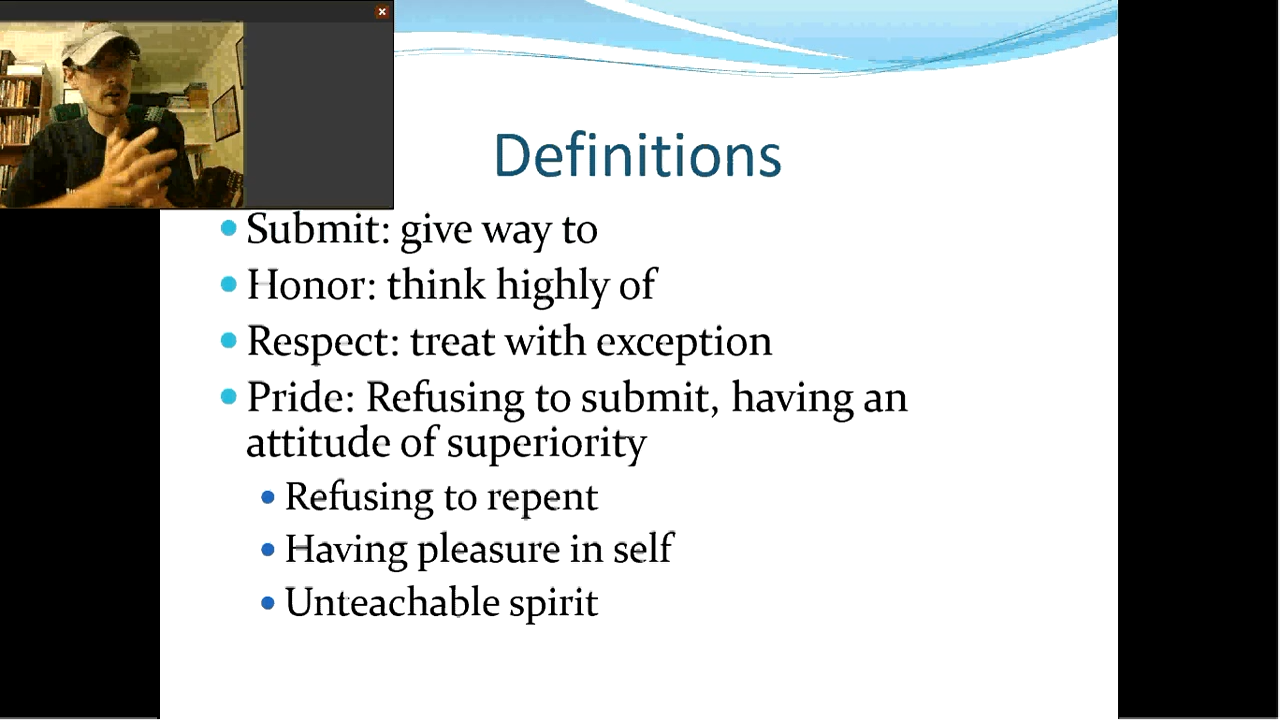 Definitions
Submit: give way to
Honor: think highly of
Respect: treat with exception
Pride: Refusing to submit, having an
attitude of superiority
Refusing to repent
Having pleasure in self
Unteachable spirit